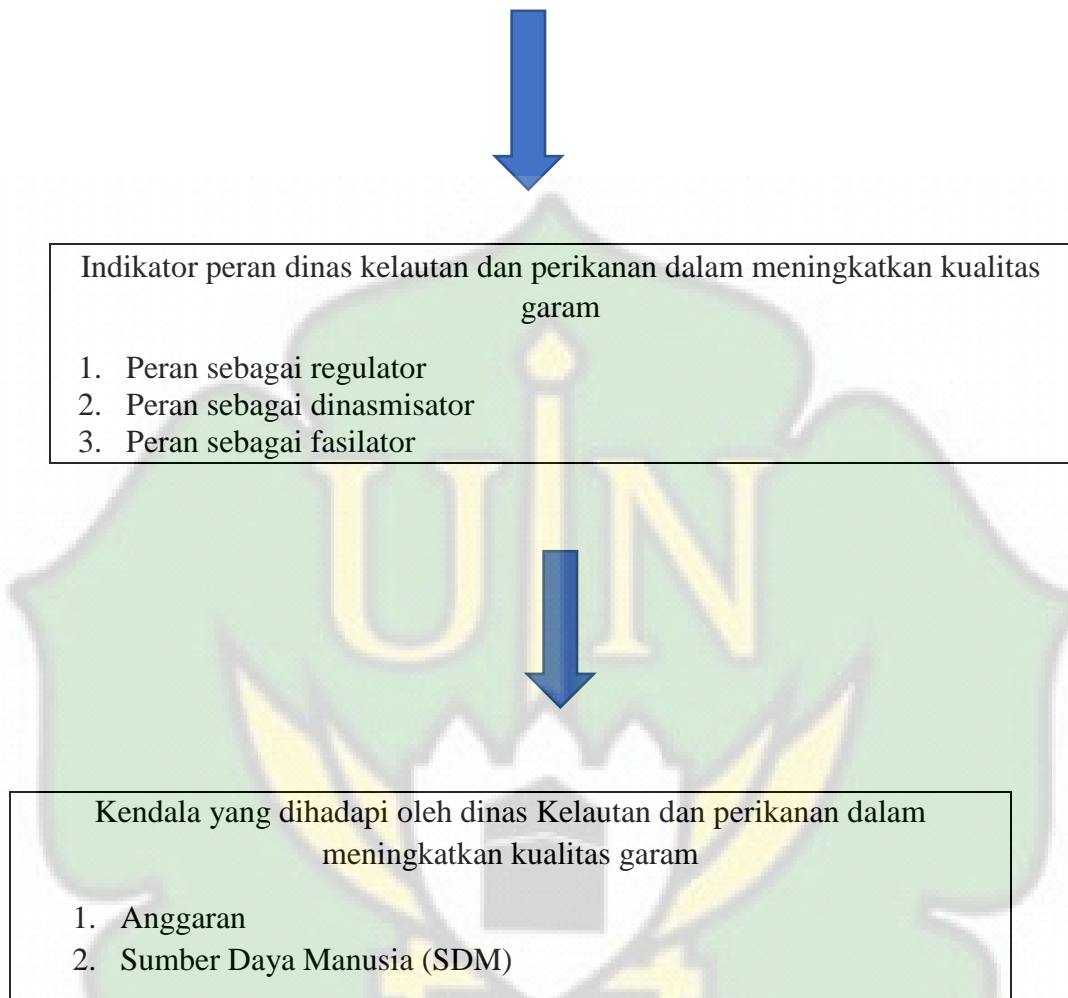 Indikator peran dinas kelautan dan perikanan dalam meningkatkan kualitas
garam
1. Peran sebagai regulator
2. Peran sebagai dinasmisator
3. Peran sebagai fasilator
UIN
Kendala yang dihadapi oleh dinas Kelautan dan perikanan dalam
meningkatkan kualitas garam
1. Anggaran
2. Sumber Daya Manusia (SDM)